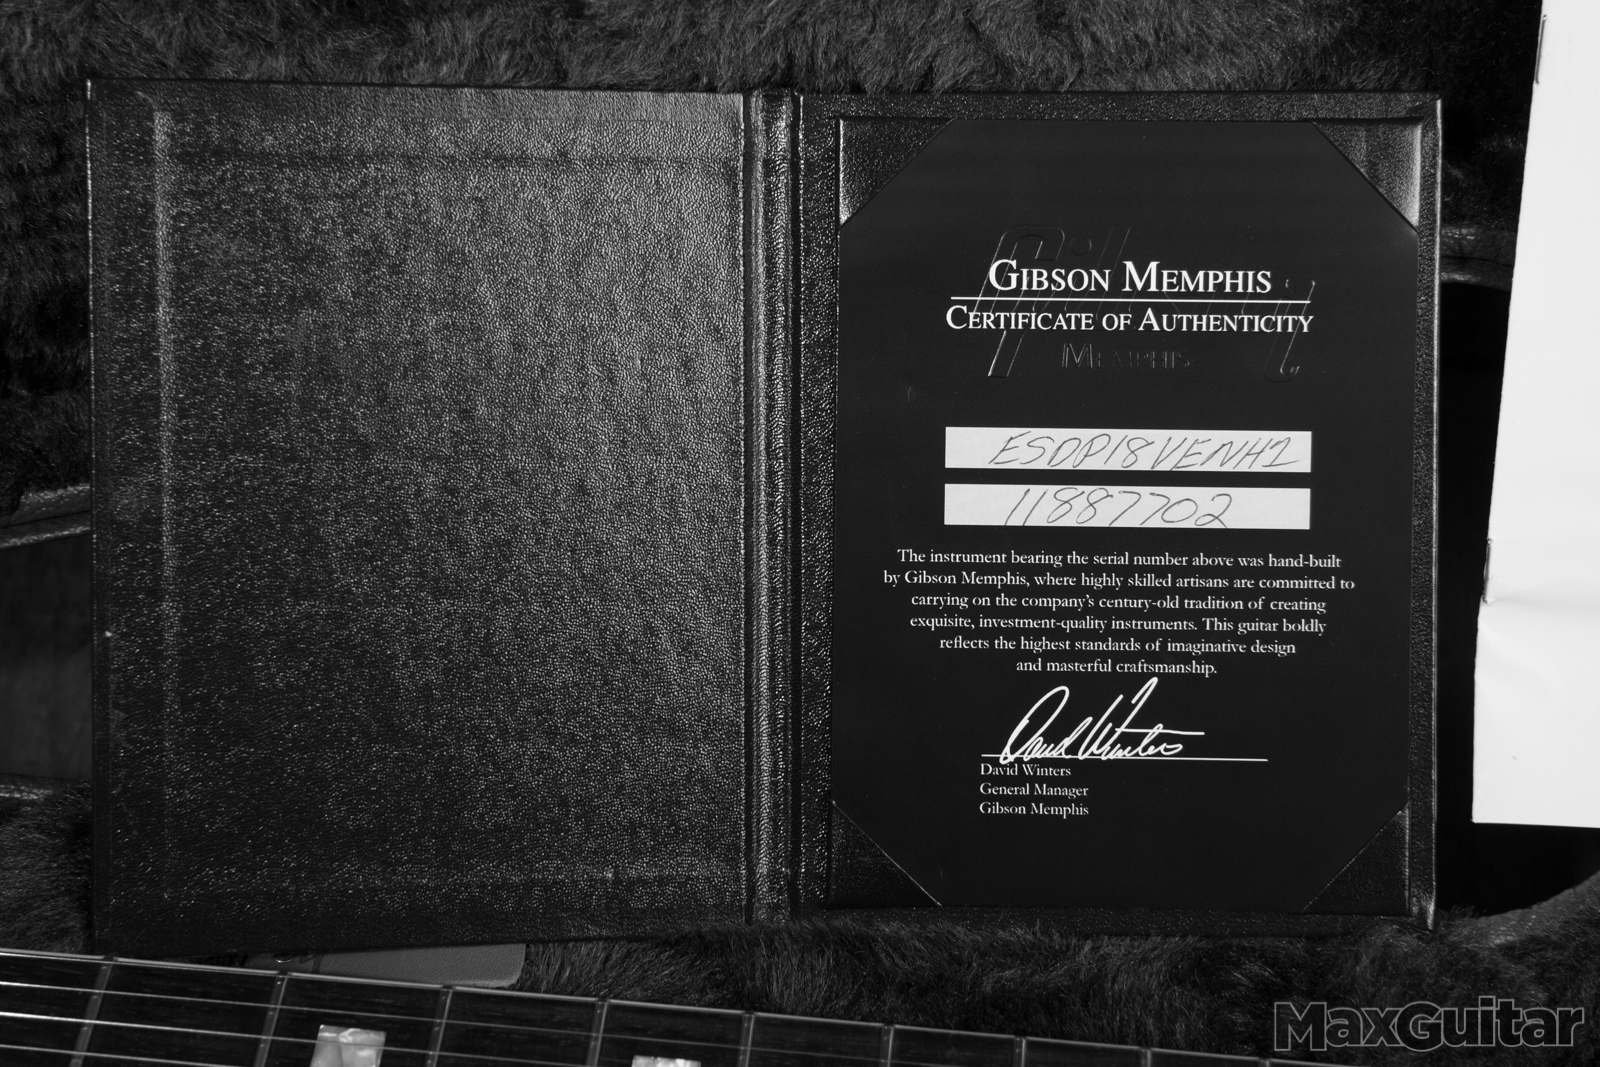 GIBSON MEMPHIS
CERTIFICATE OF AUTHENTICITY
MEMPHIS
ESDP18VENH1
11887702
The instrument bearing the serial number above was hand-built
by Gibson Memphis, where highly skilled artisans are committed to
carrying on the company's century-old tradition of creating
exquisite, investment-quality instruments. This guitar boldly
reflects the highest standards of imaginative design
and masterful craftsmanship.
David Winters
David Winters
General Manager
Gibson Memphis
MaxGuitar